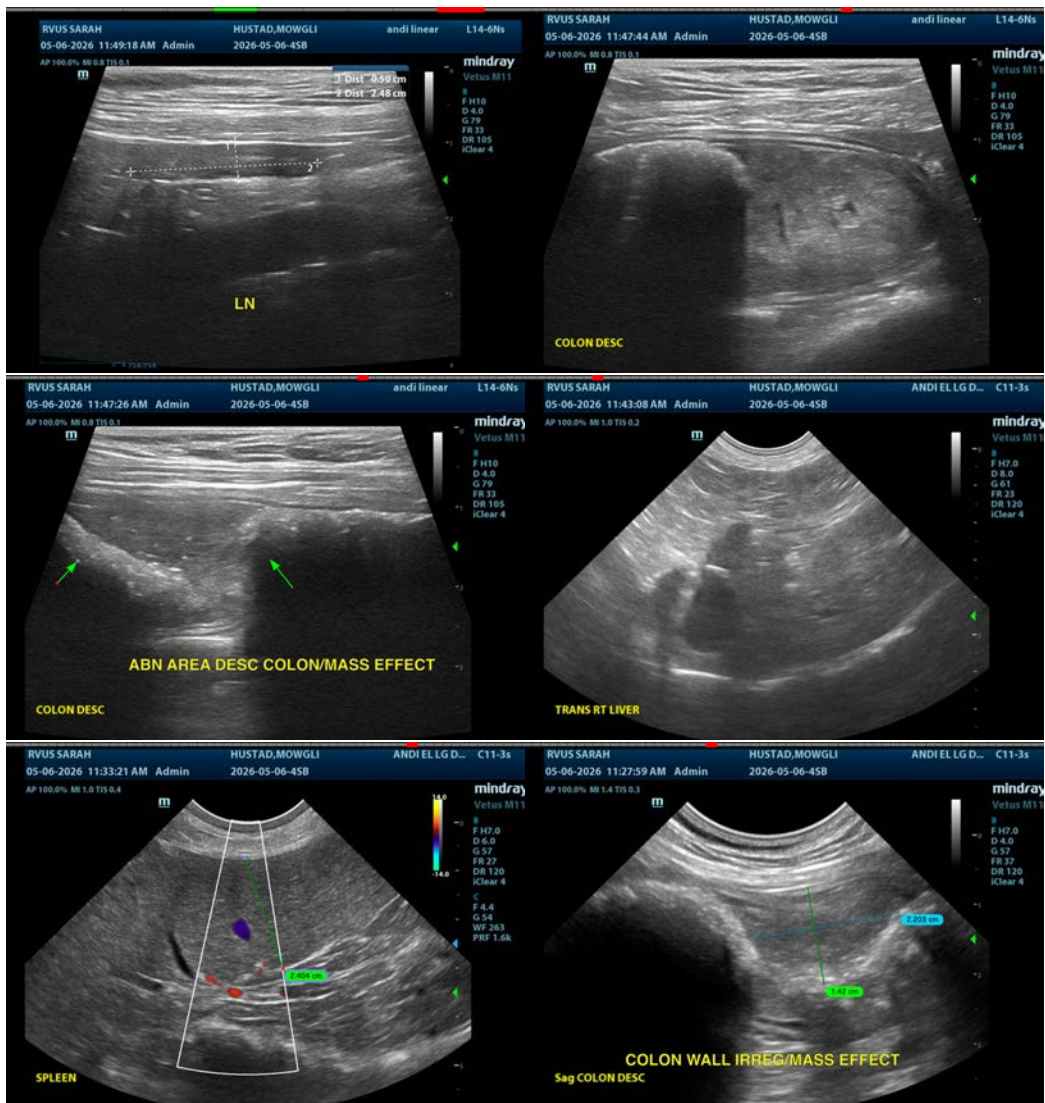 RVUS SARAH HUSTAD,MOWGLI andi linear L14-6Ns
05-06-2026 11:49:18 AM Admin 2026-05-06-4SB
AP 100.0% MI 0.8 TIS 0.1
mindray
Vetus M11
m
1 Dist 0.50 cm
2 Dist 2.48 cm
B
F H10
D 4.0
G 79
FR 33
DR 105
iClear 4
1
2
LN
RVUS SARAH HUSTAD,MOWGLI andi linear L14-6Ns
05-06-2026 11:47:44 AM Admin 2026-05-06-4SB
AP 100.0% MI 0.8 TIS 0.1
mindray
Vetus M11
m
B
F H10
D 4.0
G 79
FR 33
DR 105
iClear 4
COLON DESC
RVUS SARAH HUSTAD,MOWGLI andi linear L14-6Ns
05-06-2026 11:47:26 AM Admin 2026-05-06-4SB
AP 100.0% MI 0.8 TIS 0.1
mindray
Vetus M11
m
B
F H10
D 4.0
G 79
FR 33
DR 105
iClear 4
ABN AREA DESC COLON/MASS EFFECT
COLON DESC
RVUS SARAH HUSTAD,MOWGLI ANDI EL LG D... C11-3s
05-06-2026 11:43:08 AM Admin 2026-05-06-4SB
AP 100.0% MI 1.0 TIS 0.2
mindray
Vetus M11
m
B
F H7.0
D 8.0
G 61
FR 23
DR 120
iClear 4
TRANS RT LIVER
RVUS SARAH HUSTAD,MOWGLI ANDI EL LG D... C11-3s
05-06-2026 11:33:21 AM Admin 2026-05-06-4SB
AP 100.0% MI 1.0 TIS 0.4
mindray
Vetus M11
m
14.0
-14.0
B
F H7.0
D 6.0
G 57
FR 27
DR 120
iClear 4
C
F 4.4
G 54
WF 263
PRF 1.6k
2.404 cm
SPLEEN
RVUS SARAH HUSTAD,MOWGLI ANDI EL LG D... C11-3s
05-06-2026 11:27:59 AM Admin 2026-05-06-4SB
AP 100.0% MI 1.4 TIS 0.3
mindray
Vetus M11
m
B
F H7.0
D 4.0
G 57
FR 37
DR 120
iClear 4
2.203 cm
1.42 cm
COLON WALL IRREG/MASS EFFECT
Sag COLON DESC